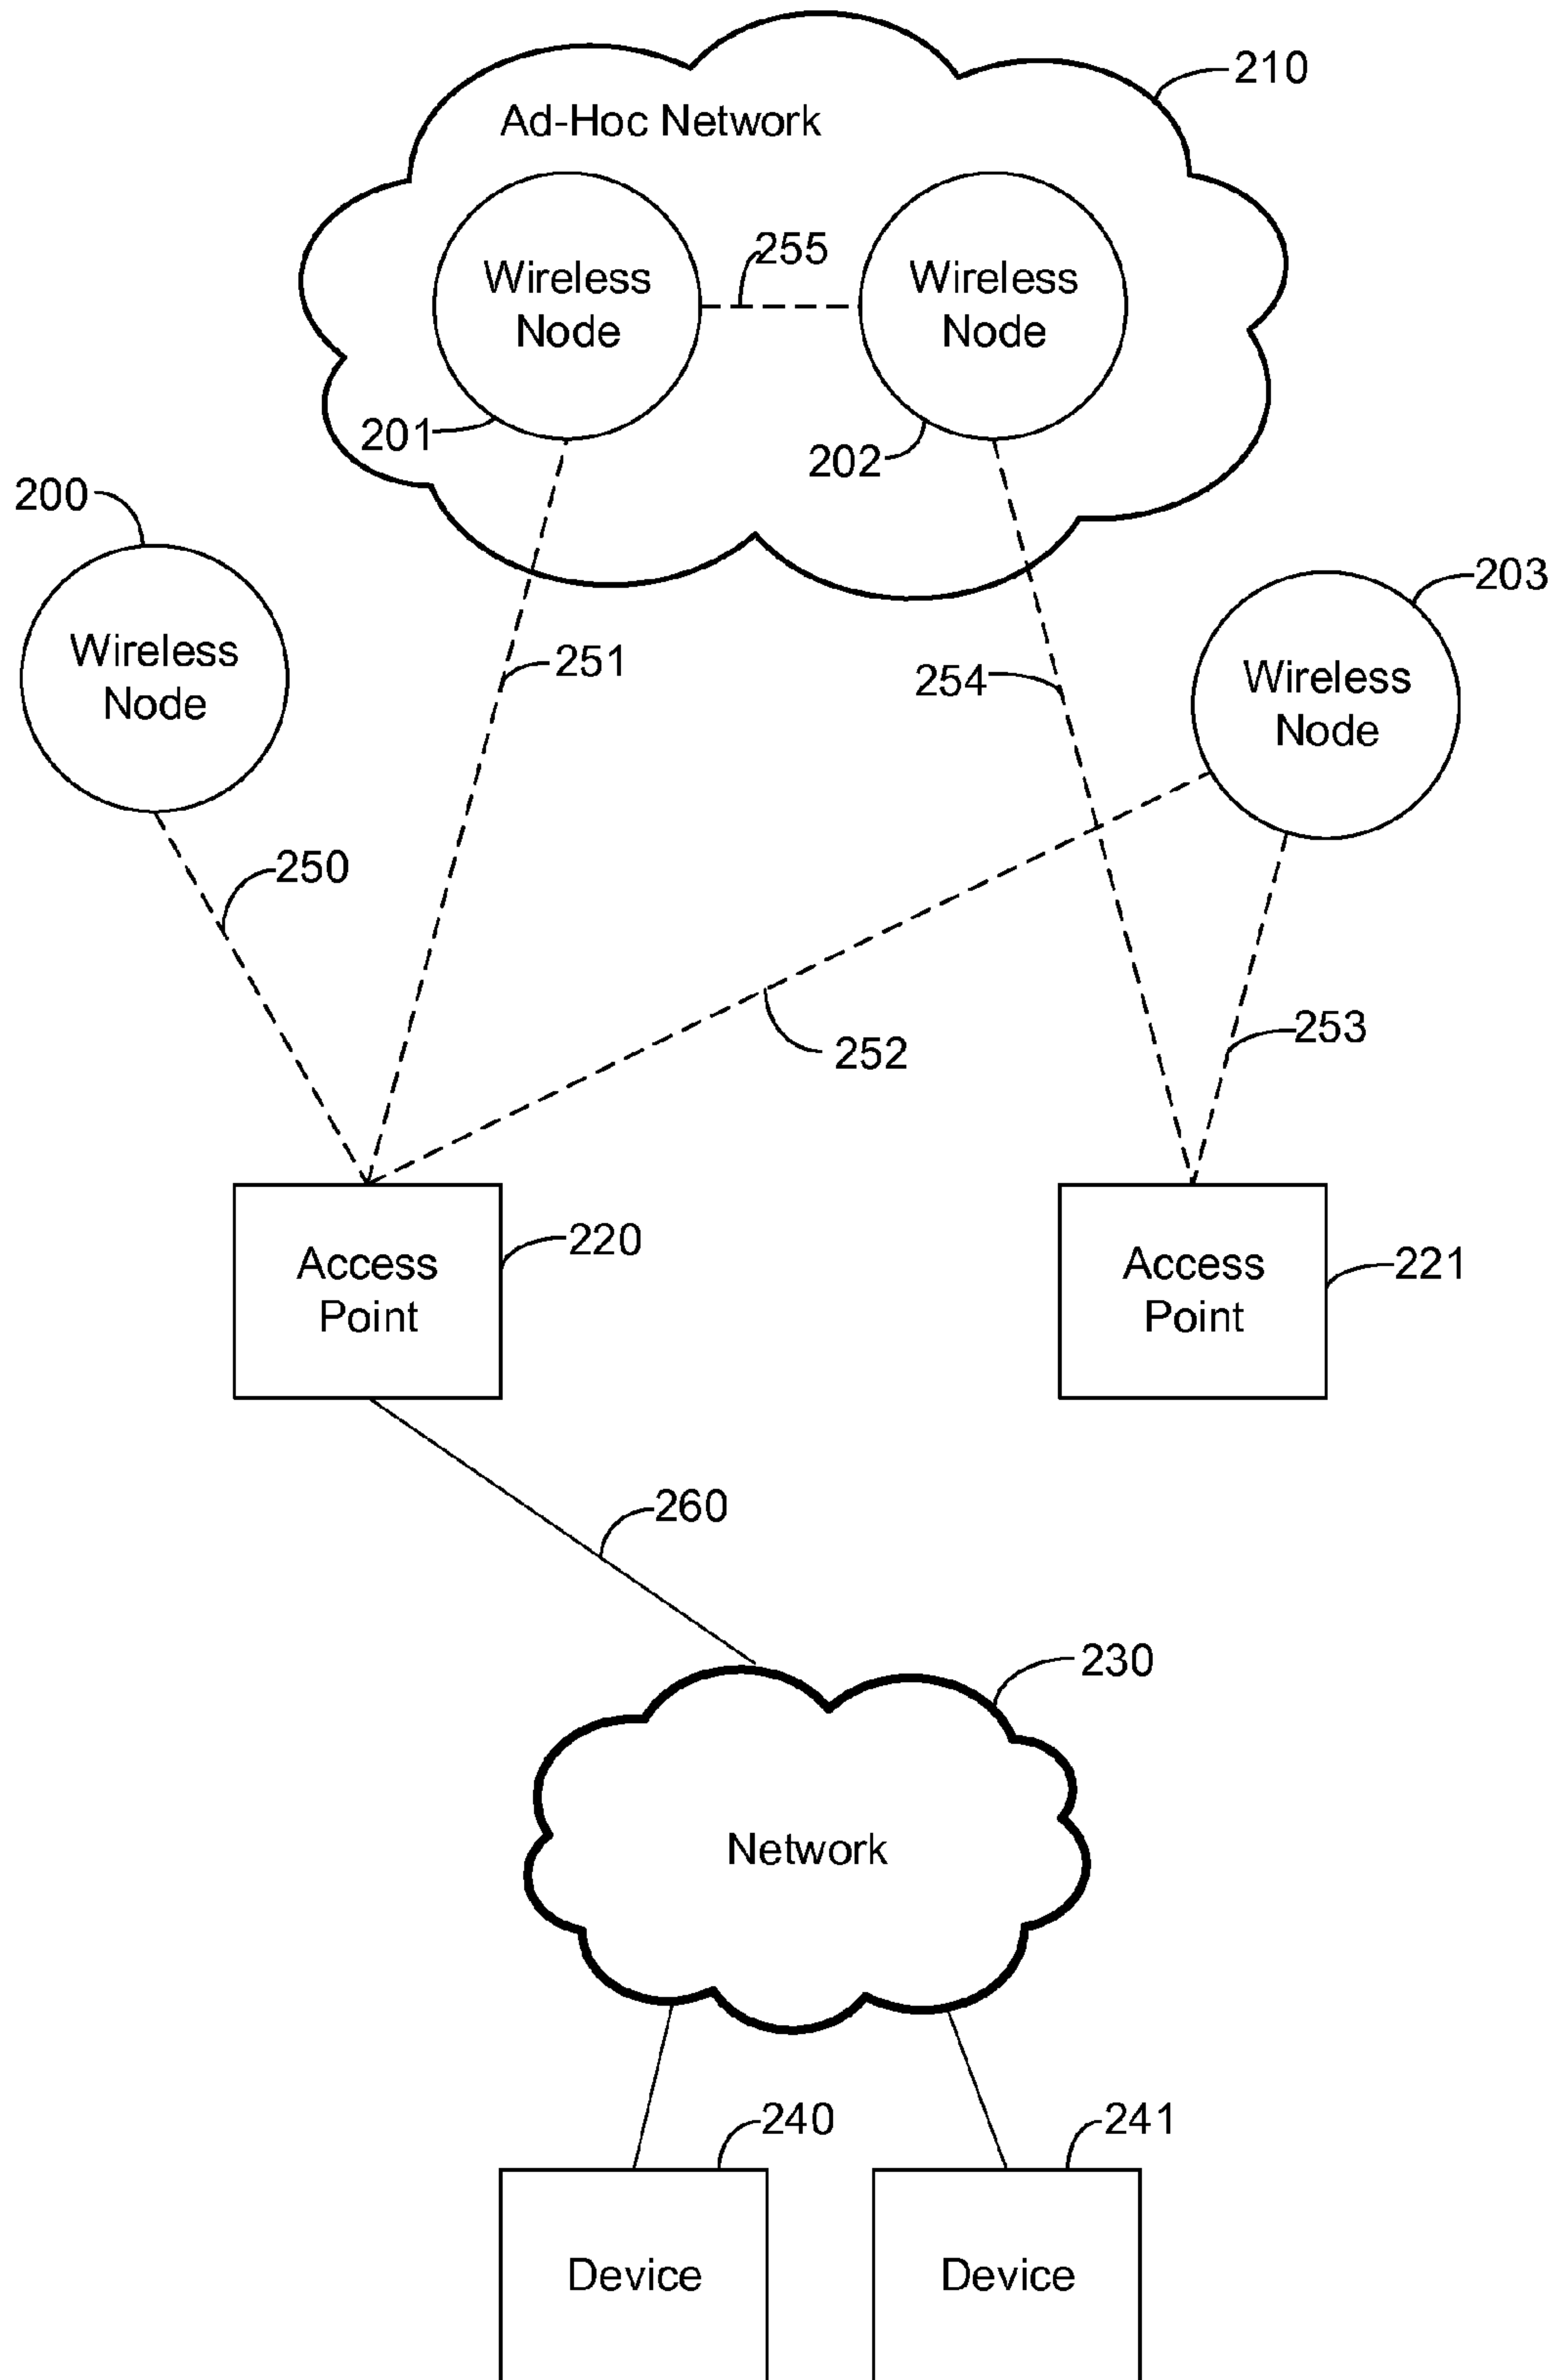 210
Ad-Hoc Network
255
Wireless
Node
Wireless
Node
201
202
200
203
Wireless
Node
251
254
Wireless
Node
250
253
252
220
Access
Point
221
Access
Point
260
230
Network
240
241
Device
Device